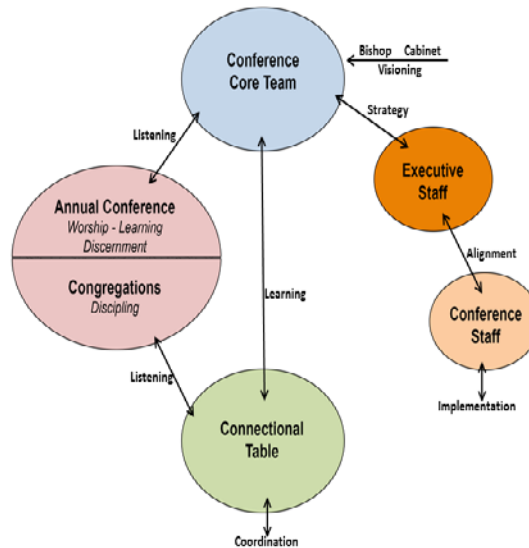 Conference
Core Team
Bishop Cabinet
Visioning
Strategy
Listening
Executive
Staff
Annual Conference
Worship - Learning
Discernment
Congregations
Discipling
Alignment
Learning
Conference
Staff
Listening
Implementation
Connectional
Table
Coordination